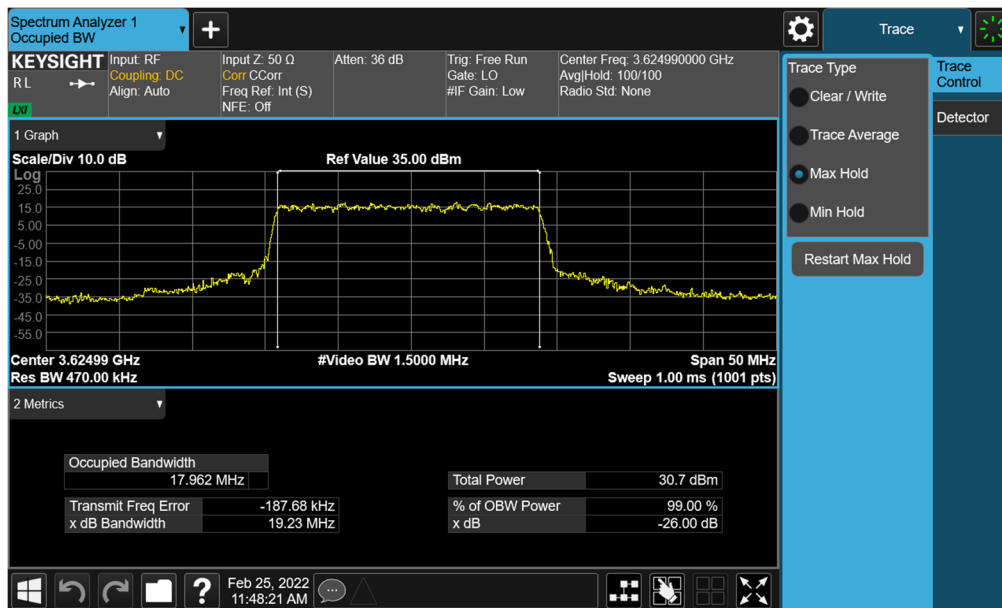 Spectrum Analyzer 1
Occupied BW
Trace
KEYSIGHT
R L
LXI
Input: RF
Coupling: DC
Align: Auto
Input Z: 50 Ω
Corr CCorr
Freq Ref: Int (S)
NFE: Off
Atten: 36 dB
Trig: Free Run
Gate: LO
#IF Gain: Low
Center Freq: 3.624990000 GHz
Avg|Hold: 100/100
Radio Std: None
Trace Type
Clear / Write
Trace Average
Max Hold
Min Hold
Restart Max Hold
Trace
Control
Detector
1 Graph
Scale/Div 10.0 dB
Ref Value 35.00 dBm
Log
25.0
15.0
5.00
-5.00
-15.0
-25.0
-35.0
-45.0
-55.0
Center 3.62499 GHz
#Video BW 1.5000 MHz
Span 50 MHz
Res BW 470.00 kHz
Sweep 1.00 ms (1001 pts)
2 Metrics
Occupied Bandwidth
17.962 MHz
Total Power 30.7 dBm
Transmit Freq Error -187.68 kHz
% of OBW Power 99.00 %
x dB Bandwidth 19.23 MHz
x dB -26.00 dB
?
Feb 25, 2022
11:48:21 AM